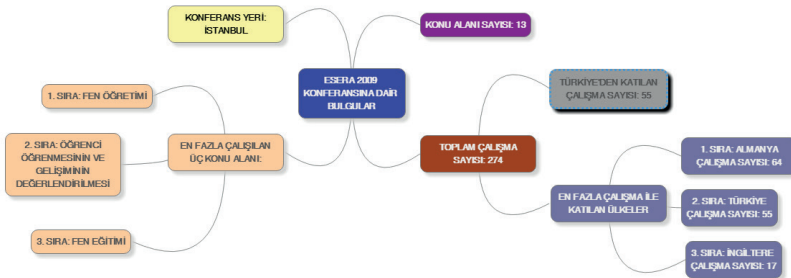 KONFERANS YERİ:
İSTANBUL
KONU ALANI SAYISI: 13
ESERA 2009
KONFERANSINA DAİR
BULGULAR
TÜRKİYE'DEN KATILAN
ÇALIŞMA SAYISI: 55
1. SIRA: FEN ÖĞRETİMİ
2. SIRA: ÖĞRENCİ
ÖĞRENMESİNİN VE
GELİŞİMİNİN
DEĞERLENDİRİLMESİ
3. SIRA: FEN EĞİTİMİ
EN FAZLA ÇALIŞILAN
ÜÇ KONU ALANI:
TOPLAM ÇALIŞMA
SAYISI: 274
EN FAZLA ÇALIŞMA İLE
KATILAN ÜLKELER
1. SIRA: ALMANYA
ÇALIŞMA SAYISI: 64
2. SIRA: TÜRKİYE
ÇALIŞMA SAYISI: 55
3. SIRA: İNGİLTERE
ÇALIŞMA SAYISI: 17